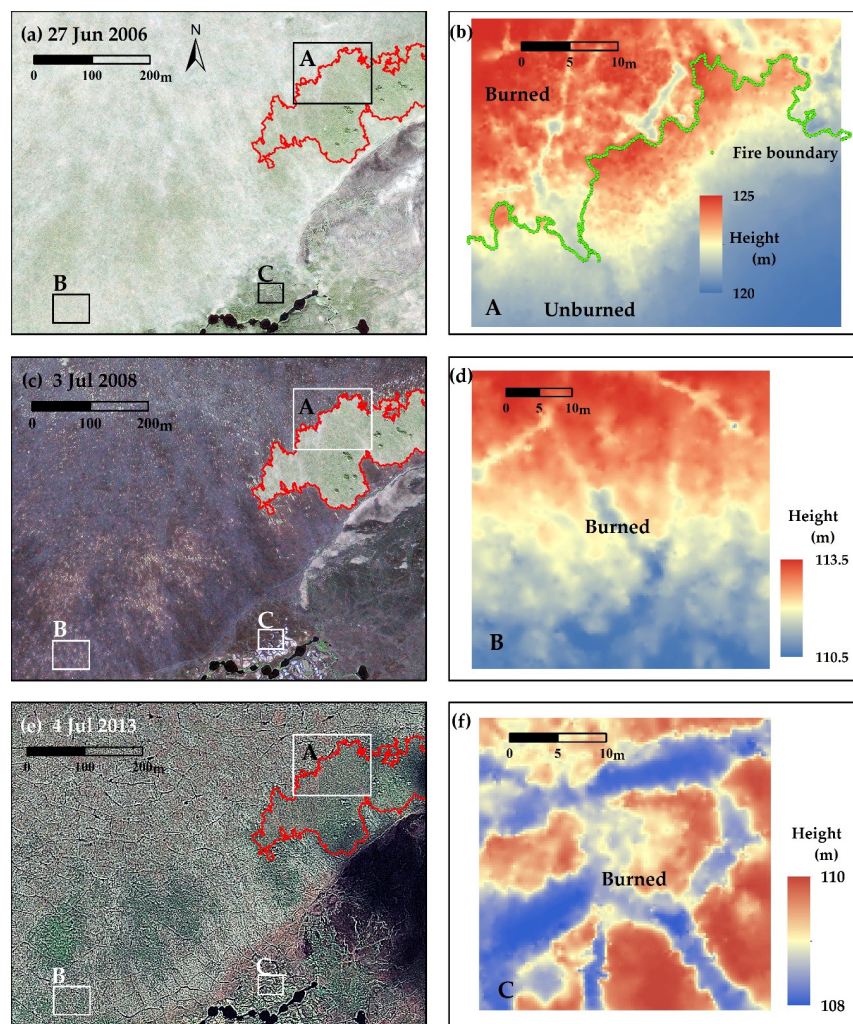 (a) 27 Jun 2006
N
0 100 200m
A
B
C
(b)
0 5 10m
Burned
Fire boundary
125
Height
(m)
120
A
Unburned
(c) 3 Jul 2008
0 100 200m
A
B
C
(d)
0 5 10m
Burned
Height
(m)
113.5
110.5
B
(e) 4 Jul 2013
0 100 200m
A
B
C
(f)
0 5 10m
Burned
Height
(m)
110
108
C